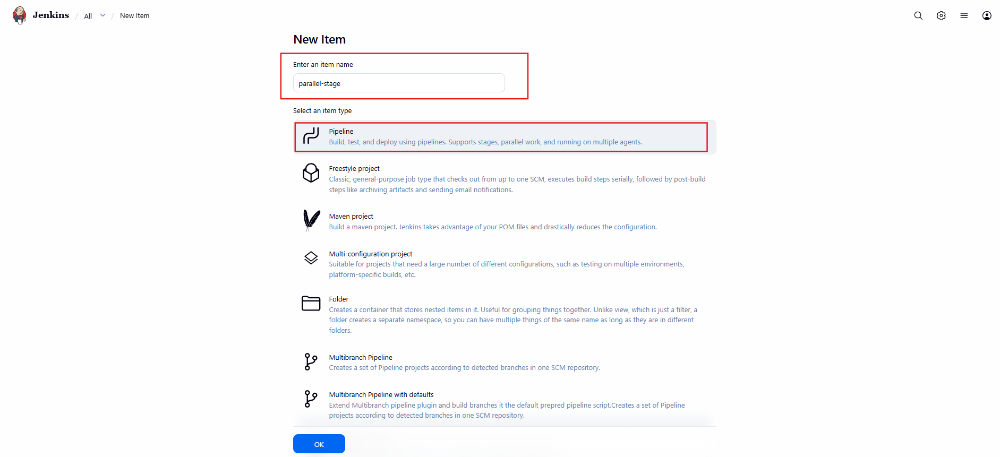 Jenkins / All / New Item
New Item
Enter an item name
parallel-stage
Select an item type
Pipeline
Build, test, and deploy using pipelines. Supports stages, parallel work, and running on multiple agents.
Freestyle project
Classic, general-purpose job type that checks out from up to one SCM, executes build steps serially, followed by post-build
steps like archiving artifacts and sending email notifications.
Maven project
Build a maven project. Jenkins takes advantage of your POM files and drastically reduces the configuration.
Multi-configuration project
Suitable for projects that need a large number of different configurations, such as testing on multiple environments,
platform-specific builds, etc.
Folder
Creates a container that stores nested items in it. Useful for grouping things together. Unlike view, which is just a filter, a
folder creates a separate namespace, so you can have multiple things of the same name as long as they are in different
folders.
Multibranch Pipeline
Creates a set of Pipeline projects according to detected branches in one SCM repository.
Multibranch Pipeline with defaults
Extend Multibranch pipeline plugin and build branches it the default prepred pipeline script.Creates a set of Pipeline
projects according to detected branches in one SCM repository.
OK